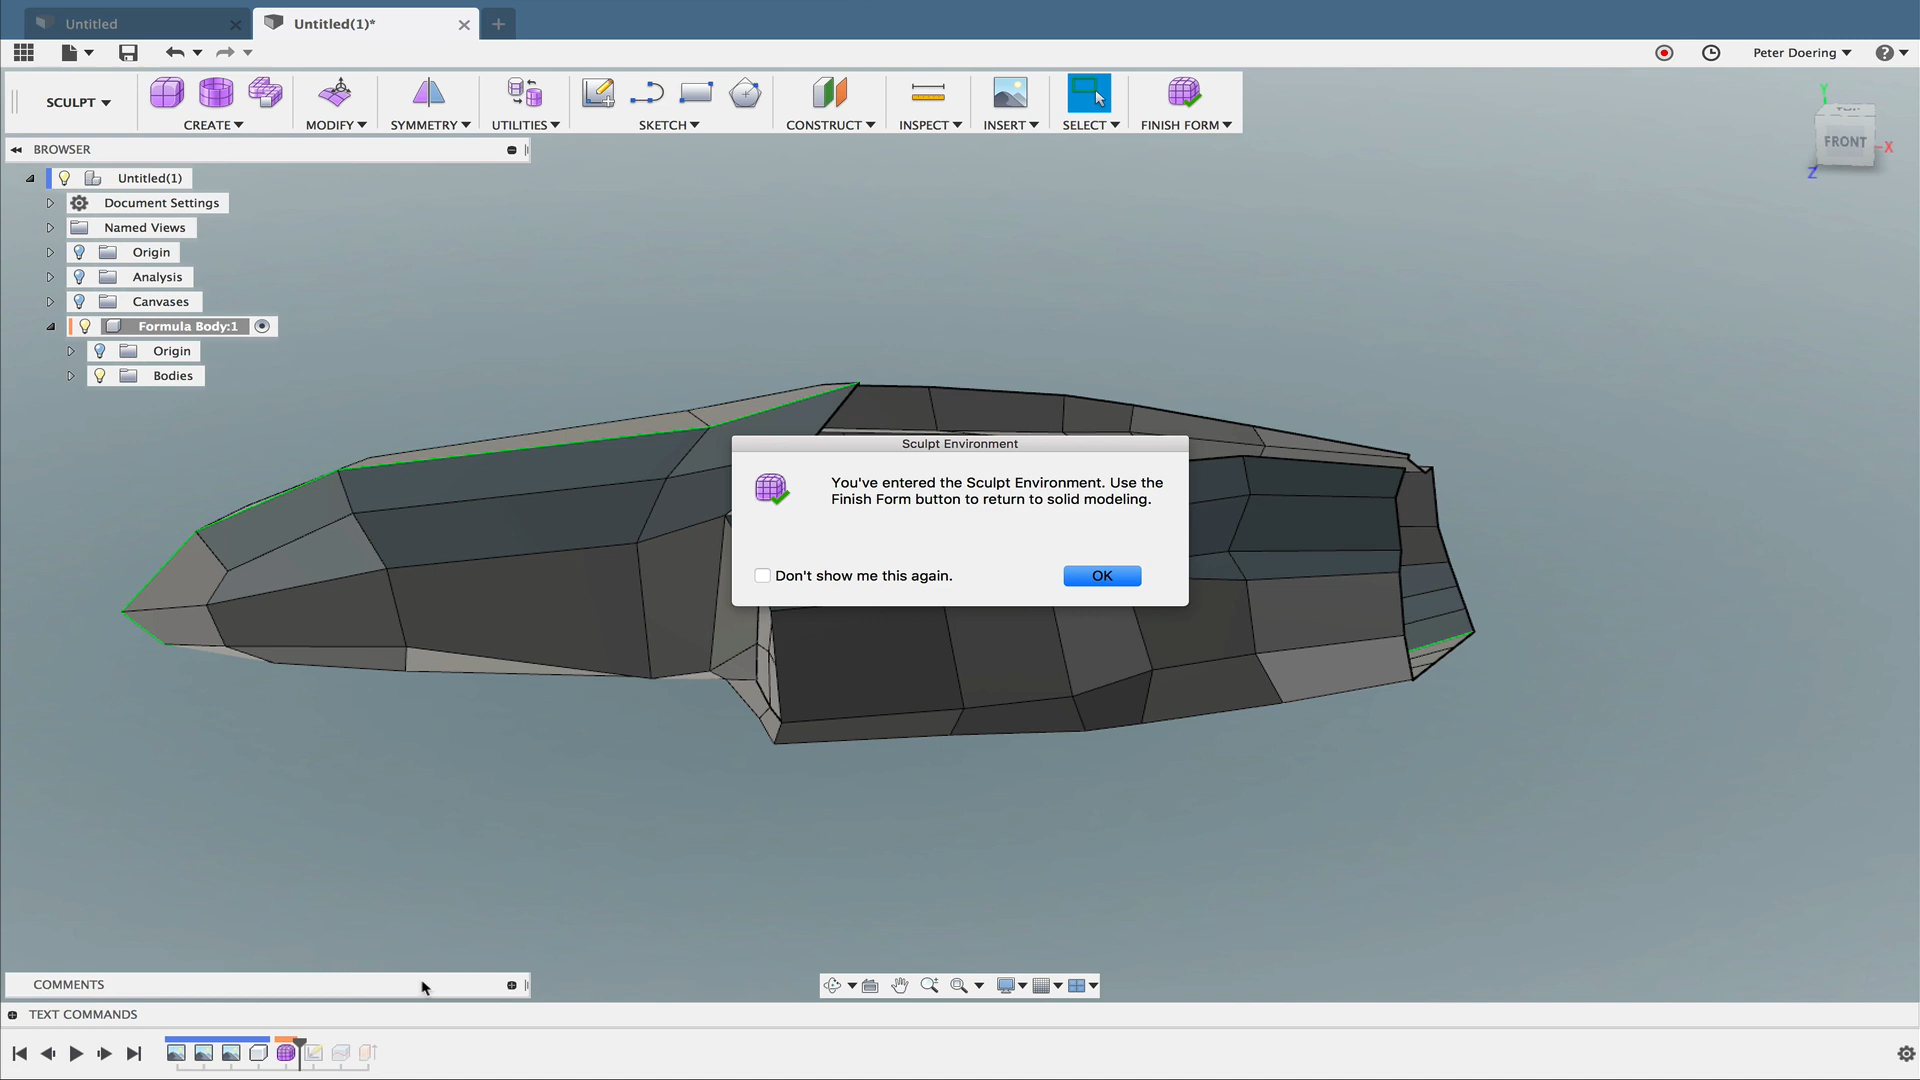 Untitled
Untitled(1)*
Peter Doering
SCULPT
CREATE
MODIFY
SYMMETRY
UTILITIES
SKETCH
CONSTRUCT
INSPECT
INSERT
SELECT
FINISH FORM
BROWSER
Untitled(1)
Document Settings
Named Views
Origin
Analysis
Canvases
Formula Body:1
Origin
Bodies
Y
TOP
FRONT
X
Z
Sculpt Environment
You've entered the Sculpt Environment. Use the
Finish Form button to return to solid modeling.
Don't show me this again.
OK
COMMENTS
TEXT COMMANDS